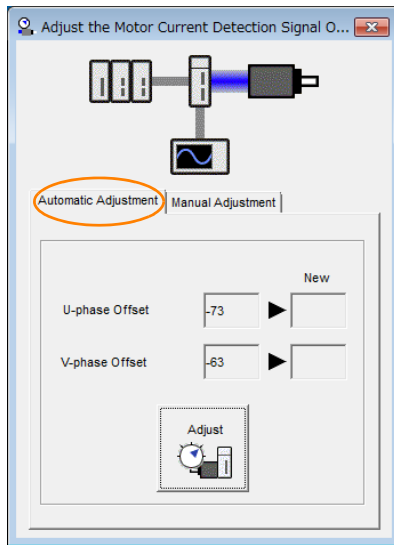 Adjust the Motor Current Detection Signal O...
Automatic Adjustment
Manual Adjustment
New
U-phase Offset
-73
V-phase Offset
-63
Adjust